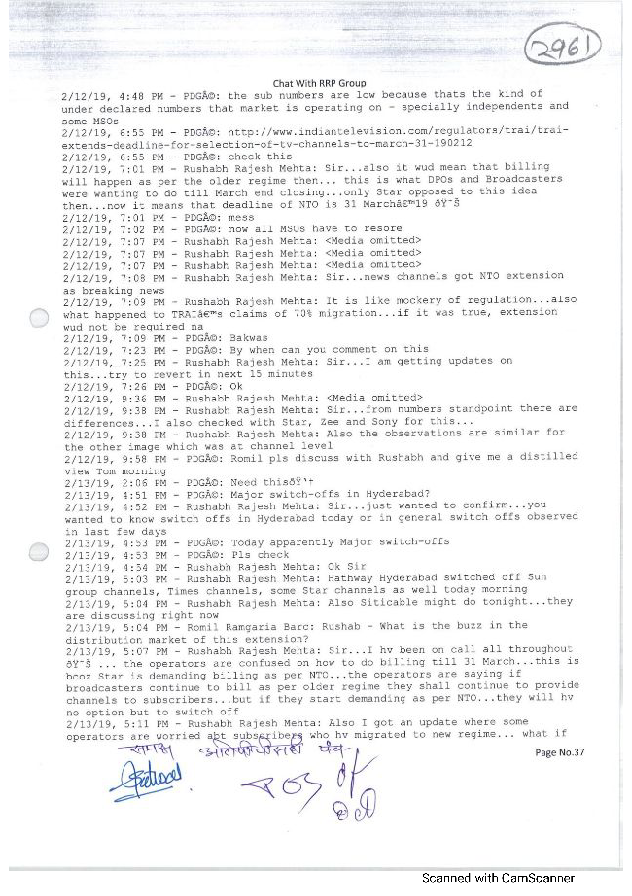 2961
Chat With RRP Group
2/12/19, 4:48 PM - PDGÂ©: the sub numbers are low because thats the kind of
under declared numbers that market is operating on - specially independents and
some MSOs
2/12/19, 6:55 PM - PDGÂ©: http://www.indiantelevision.com/regulators/trai/trai-
extends-deadline-for-selection-of-tv-channels-to-march-31-190212
2/12/19, 6:55 PM - PDGÂ©: check this
2/12/19, 7:01 PM - Rushabh Rajesh Mehta: Sir...also it wud mean that billing
will happen as per the older regime then... this is what DPOs and Broadcasters
were wanting to do till March end closing...only Star opposed to this idea
then...now it means that deadline of NTO is 31 Marchâ€™19 ðŸ˜Š
2/12/19, 7:01 PM - PDGÂ©: mess
2/12/19, 7:02 PM - PDGÂ©: now all MSOs have to resore
2/12/19, 7:07 PM - Rushabh Rajesh Mehta: <Media omitted>
2/12/19, 7:07 PM - Rushabh Rajesh Mehta: <Media omitted>
2/12/19, 7:07 PM - Rushabh Rajesh Mehta: <Media omitted>
2/12/19, 7:08 PM - Rushabh Rajesh Mehta: Sir...news channels got NTO extension
as breaking news
2/12/19, 7:09 PM - Rushabh Rajesh Mehta: It is like mockery of regulation...also
what happened to TRAIâ€™s claims of 70% migration...if it was true, extension
wud not be required na
2/12/19, 7:09 PM - PDGÂ©: Bakwas
2/12/19, 7:23 PM - PDGÂ©: By when can you comment on this
2/12/19, 7:25 PM - Rushabh Rajesh Mehta: Sir...I am getting updates on
this...try to revert in next 15 minutes
2/12/19, 7:26 PM - PDGÂ©: Ok
2/12/19, 9:36 PM - Rushabh Rajesh Mehta: <Media omitted>
2/12/19, 9:38 PM - Rushabh Rajesh Mehta: Sir...from numbers standpoint there are
differences...I also checked with Star, Zee and Sony for this...
2/12/19, 9:38 PM - Rushabh Rajesh Mehta: Also the observations are similar for
the other image which was at channel level
2/12/19, 9:58 PM - PDGÂ©: Romil pls discuss with Rushabh and give me a distilled
view Tom morning
2/13/19, 2:06 PM - PDGÂ©: Need thisðŸ‘†
2/13/19, 4:51 PM - PDGÂ©: Major switch-offs in Hyderabad?
2/13/19, 4:52 PM - Rushabh Rajesh Mehta: Sir...just wanted to confirm...you
wanted to know switch offs in Hyderabad today or in general switch offs observed
in last few days
2/13/19, 4:53 PM - PDGÂ©: Today apparently Major switch-offs
2/13/19, 4:53 PM - PDGÂ©: Pls check
2/13/19, 4:54 PM - Rushabh Rajesh Mehta: Ok Sir
2/13/19, 5:03 PM - Rushabh Rajesh Mehta: Hathway Hyderabad switched off Sun
group channels, Times channels, some Star channels as well today morning
2/13/19, 5:04 PM - Rushabh Rajesh Mehta: Also Siticable might do tonight...they
are discussing right now
2/13/19, 5:04 PM - Romil Ramgaria Barc: Rushab - What is the buzz in the
distribution market of this extension?
2/13/19, 5:07 PM - Rushabh Rajesh Mehta: Sir...I hv been on call all throughout
ðŸ˜Š ... the operators are confused on how to do billing till 31 March...this is
bcoz Star is demanding billing as per NTO...the operators are saying if
broadcasters continue to bill as per older regime they shall continue to provide
channels to subscribers...but if they start demanding as per NTO...they will hv
no option but to switch off
2/13/19, 5:11 PM - Rushabh Rajesh Mehta: Also I got an update where some
operators are worried abt subscribers who hv migrated to new regime... what if
समक्ष
पंच
Page No.37
Scanned with CamScanner